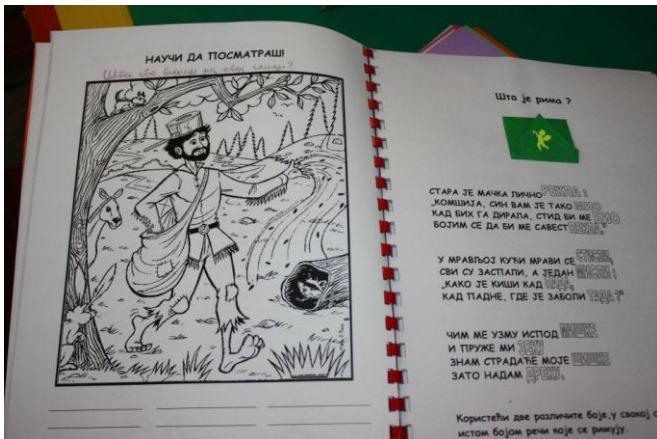 НАУЧИ ДА ПОСМАТРАШ!
Шта све видиш на овој слици?
Шта је рима ?
СТАРА ЈЕ МАЧКА ЛИЧНО РЕКЛА :
„КОМШИЈА, СИН ВАМ ЈЕ ТАКО МИО
КАД БИХ ГА ДИРАЛА, СТИД БИ МЕ БИО
БОЈИМ СЕ ДА БИ МЕ САВЕСТ ПЕКЛА."
У МРАВЉОЈ КУЋИ МРАВИ СЕ СТИСЛИ,
СВИ СУ ЗАСПАЛИ, А ЈЕДАН МИСЛИ :
„КАКО ЈЕ КИШИ КАД ПАДА,
КАД ПАДНЕ, ГДЕ ЈЕ ЗАБОЛИ ТАДА ?"
ЧИМ МЕ УЗМУ ИСПОД МИШКЕ
И ПРУЖЕ МИ ЈЕКУ
ЗНАМ СТРАДАЋЕ МОЈЕ ШИШКЕ
ЗАТО НАДАМ ДРЕКУ.
Користећи две различите боје, у свакој
истом бојом речи које се римују.